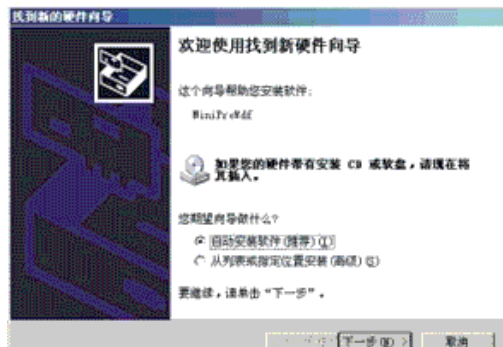 找到新的硬件向导
欢迎使用找到新硬件向导
这个向导帮助您安装软件:
如果您的硬件带有安装 CD 或软盘，请现在将
其插入。
您期望向导做什么?
自动安装软件(推荐)(I)
从列表或指定位置安装(高级)(S)
要继续，请单击“下一步”。
下一步(N) >
取消